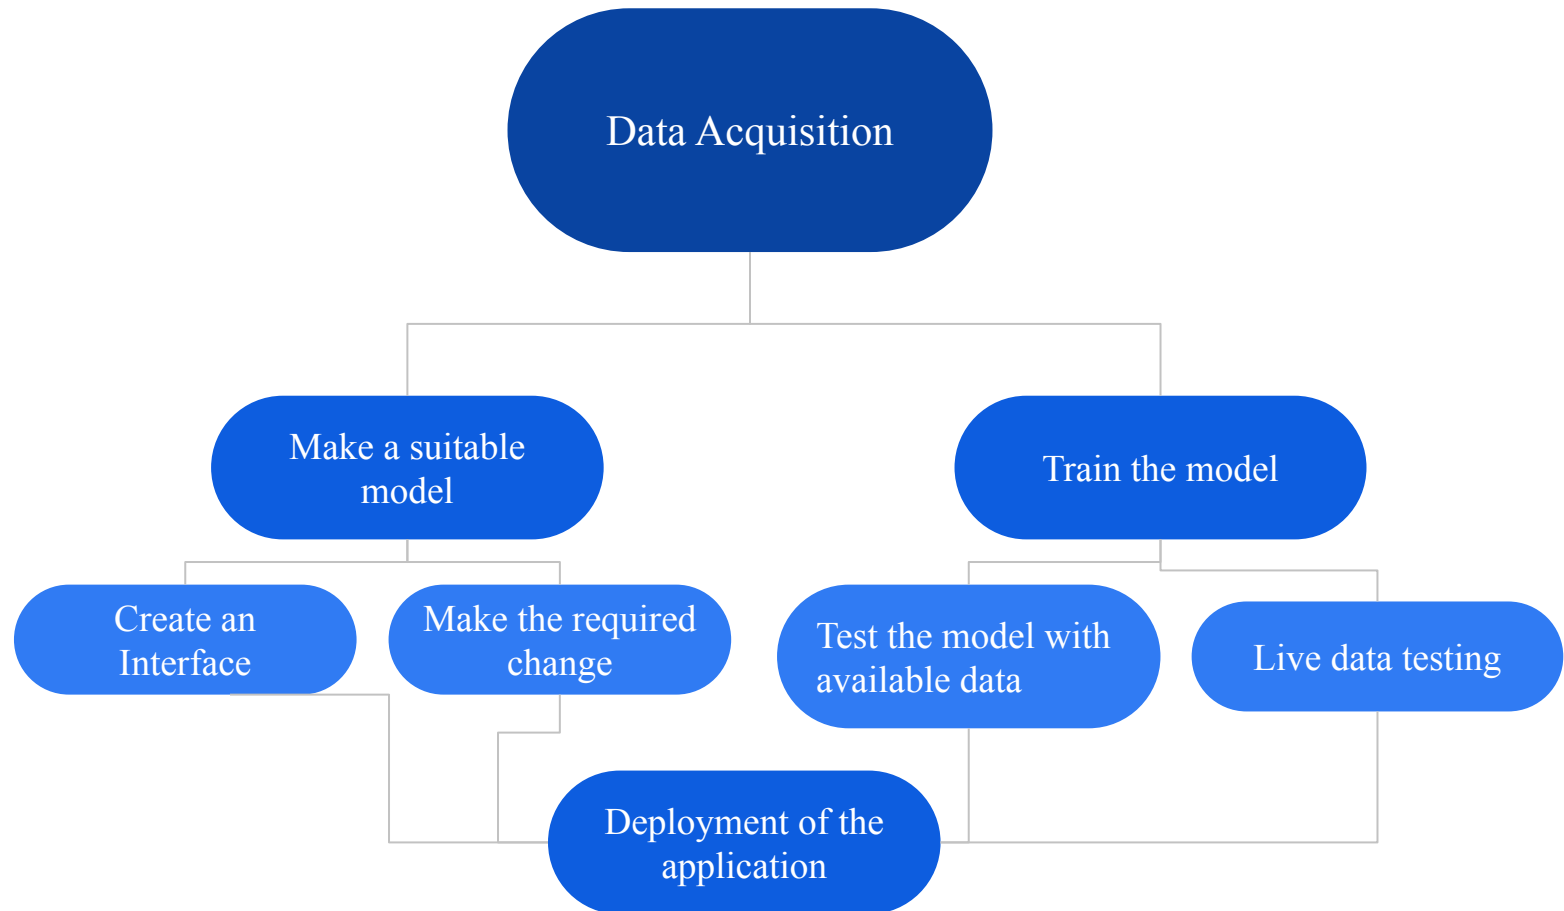 Data Acquisition
Make a suitable
model
Train the model
Create an
Interface
Make the required
change
Test the model with
available data
Live data testing
Deployment of the
application